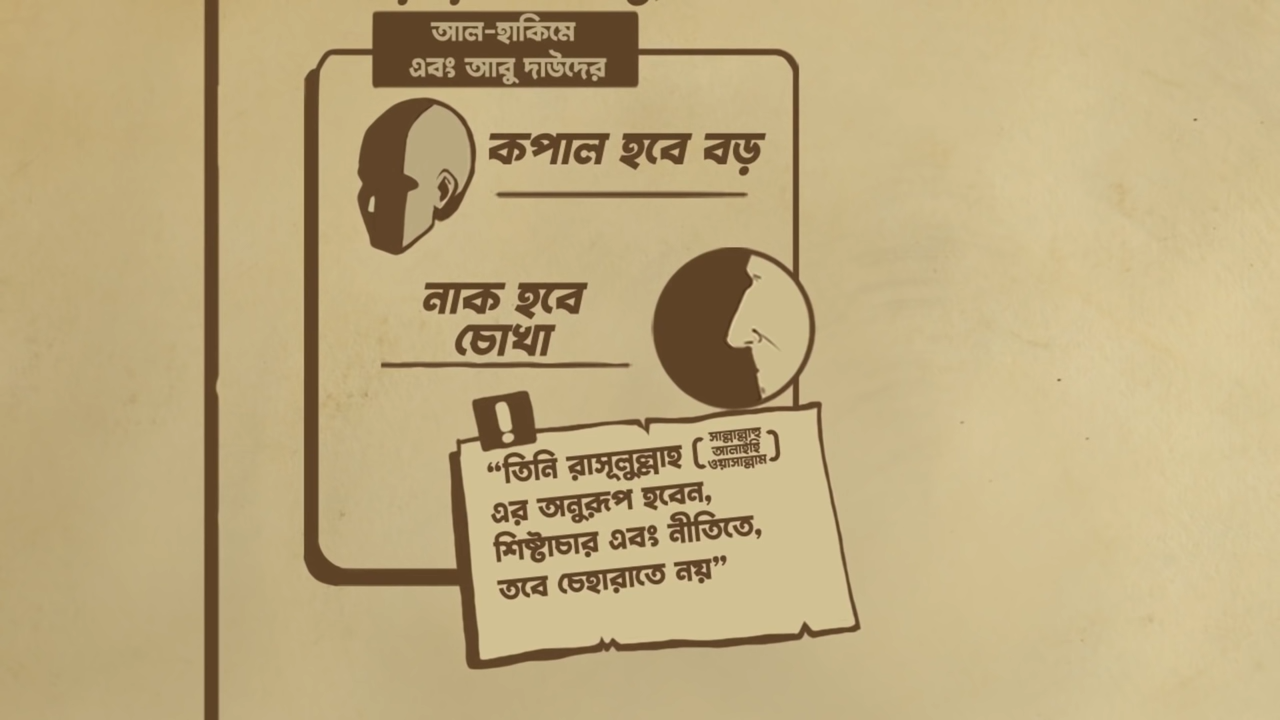 আল-হাকিমে
এবং আবু দাউদের
কপাল হবে বড়
নাক হবে
চোখা
“তিনি রাসূলুল্লাহ (সাল্লাল্লাহু
আলাইহি
ওয়াসাল্লাম)
এর অনুরূপ হবেন,
শিষ্টাচার এবং নীতিতে,
তবে চেহারাতে নয়”